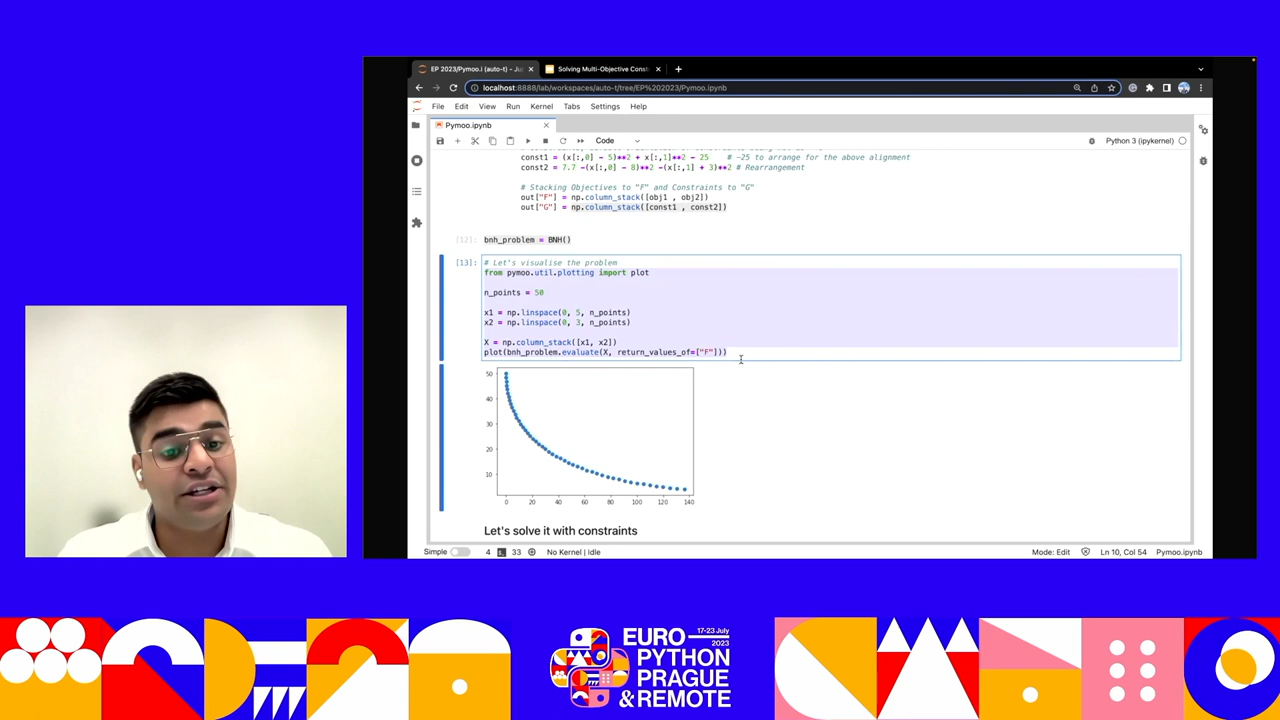 EP 2023/Pymoo.i (auto-t) – Ju
Solving Multi-Objective Const
localhost:8888/lab/workspaces/auto-t/tree/EP%202023/Pymoo.ipynb
File Edit View Run Kernel Tabs Settings Help
Pymoo.ipynb
Code
Python 3 (ipykernel)
const1 = (x[:,0] - 5)**2 + x[:,1]**2 - 25 # -25 to arrange for the above alignment
const2 = 7.7 -(x[:,0] - 8)**2 -(x[:,1] + 3)**2 # Rearrangement
# Stacking Objectives to "F" and Constraints to "G"
out["F"] = np.column_stack([obj1 , obj2])
out["G"] = np.column_stack([const1 , const2])
[12]: bnh_problem = BNH()
[13]: # Let's visualise the problem
from pymoo.util.plotting import plot
n_points = 50
x1 = np.linspace(0, 5, n_points)
x2 = np.linspace(0, 3, n_points)
X = np.column_stack([x1, x2])
plot(bnh_problem.evaluate(X, return_values_of=["F"]))
50
40
30
20
10
0 20 40 60 80 100 120 140
Let's solve it with constraints
Simple 4 33 No Kernel | Idle Mode: Edit Ln 10, Col 54 Pymoo.ipynb
17-23 July
2023
EURO
PYTHON
PRAGUE
& REMOTE